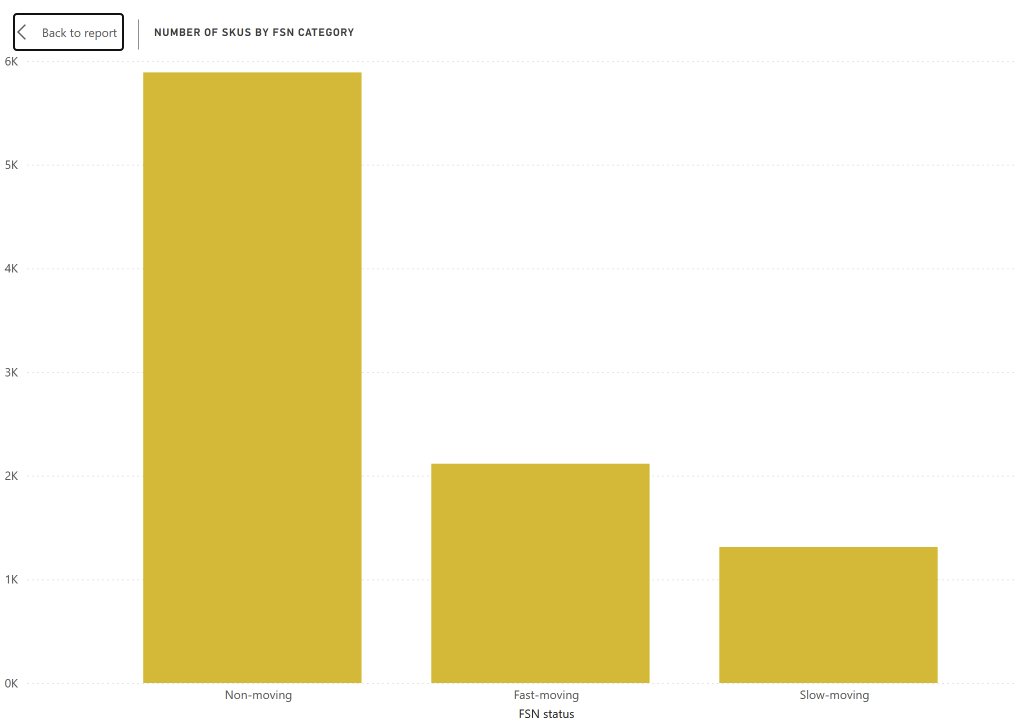 Back to report
NUMBER OF SKUS BY FSN CATEGORY
6K
5K
4K
3K
2K
1K
0K
Non-moving
Fast-moving
Slow-moving
FSN status